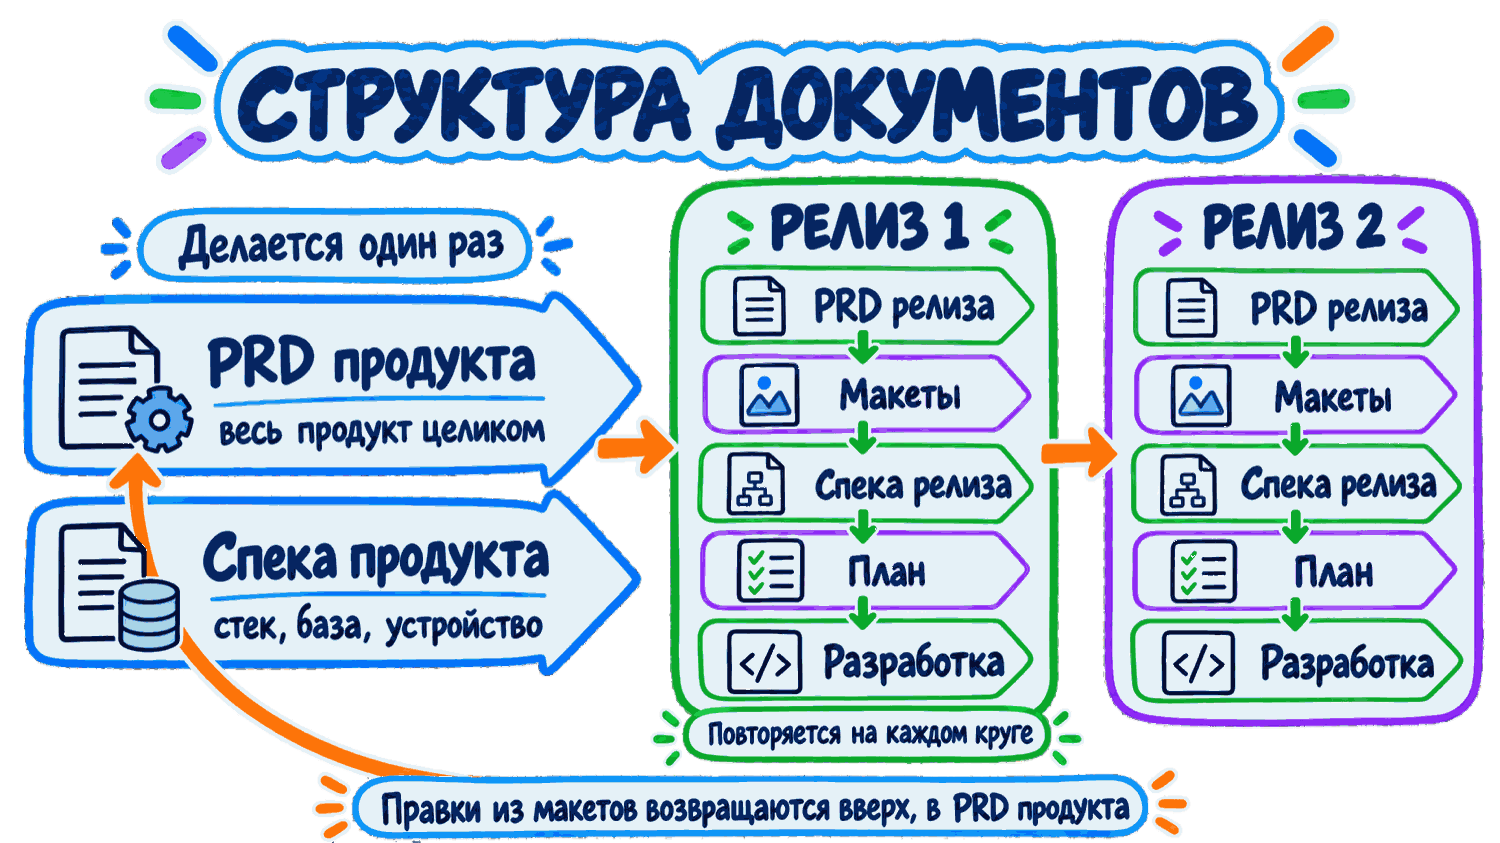 СТРУКТУРА ДОКУМЕНТОВ
Делается один раз
PRD продукта
весь продукт целиком
Спека продукта
стек, база, устройство
РЕЛИЗ 1
PRD релиза
Макеты
Спека релиза
План
</>
Разработка
Повторяется на каждом круге
РЕЛИЗ 2
PRD релиза
Макеты
Спека релиза
План
</>
Разработка
Правки из макетов возвращаются вверх, в PRD продукта